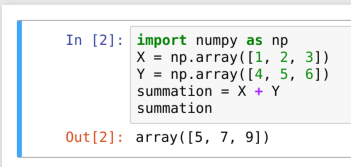 In [2]: import numpy as np
X = np.array([1, 2, 3])
Y = np.array([4, 5, 6])
summation = X + Y
summation
Out[2]: array([5, 7, 9])